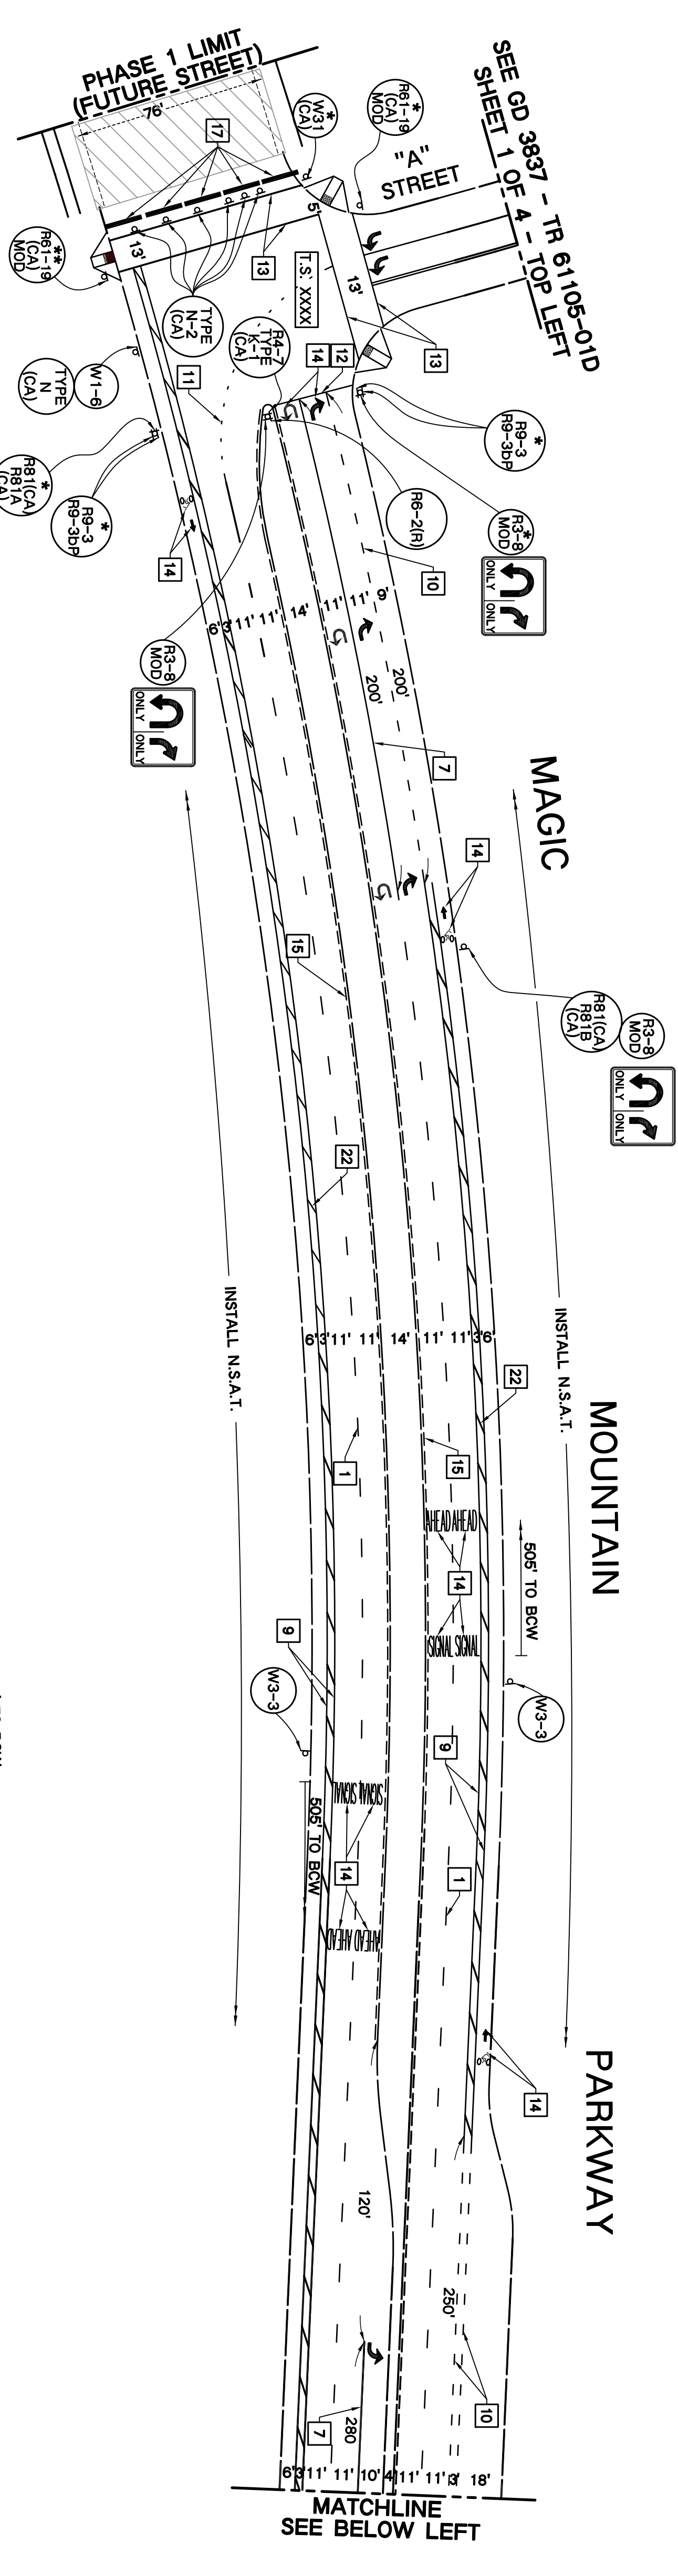 PHASE 1 LIMIT
(FUTURE STREET)
76'
17
*
W31
(CA)
*
R61-19
(CA)
MOD
"A"
STREET
SEE GD 3837 - TR 61105-01D
SHEET 1 OF 4 - TOP LEFT
**
R61-19
(CA)
MOD
13'
5'
13
T.S. XXXX
13'
13
TYPE
N-2
(CA)
R4-7
TYPE
K-1
(CA)
14
12
W1-6
TYPE
N
(CA)
11
*
R9-3
R9-3bP
*
R81(CA)
R81A
(CA)
*
R9-3
R9-3bP
R6-2(R)
*
R3-8
MOD
ONLY
ONLY
14
10
6' 3' 11' 11' 14' 11' 11' 9'
R3-8
MOD
ONLY
ONLY
200'
200'
7
MAGIC
14
15
R81(CA)
R81B
(CA)
R3-8
MOD
ONLY
ONLY
22
INSTALL N.S.A.T.
INSTALL N.S.A.T.
6' 3' 11' 11' 14' 11' 11' 3' 6'
22
MOUNTAIN
1
15
AHEAD AHEAD
505' TO BCW
14
SIGNAL SIGNAL
9
W3-3
W3-3
9
SIGNAL SIGNAL
505' TO BCW
14
1
AHEAD AHEAD
PARKWAY
14
120'
250'
10
7
280
6' 3' 11' 11' 10' 4' 11' 11' 3' 18'
MATCHLINE
SEE BELOW LEFT